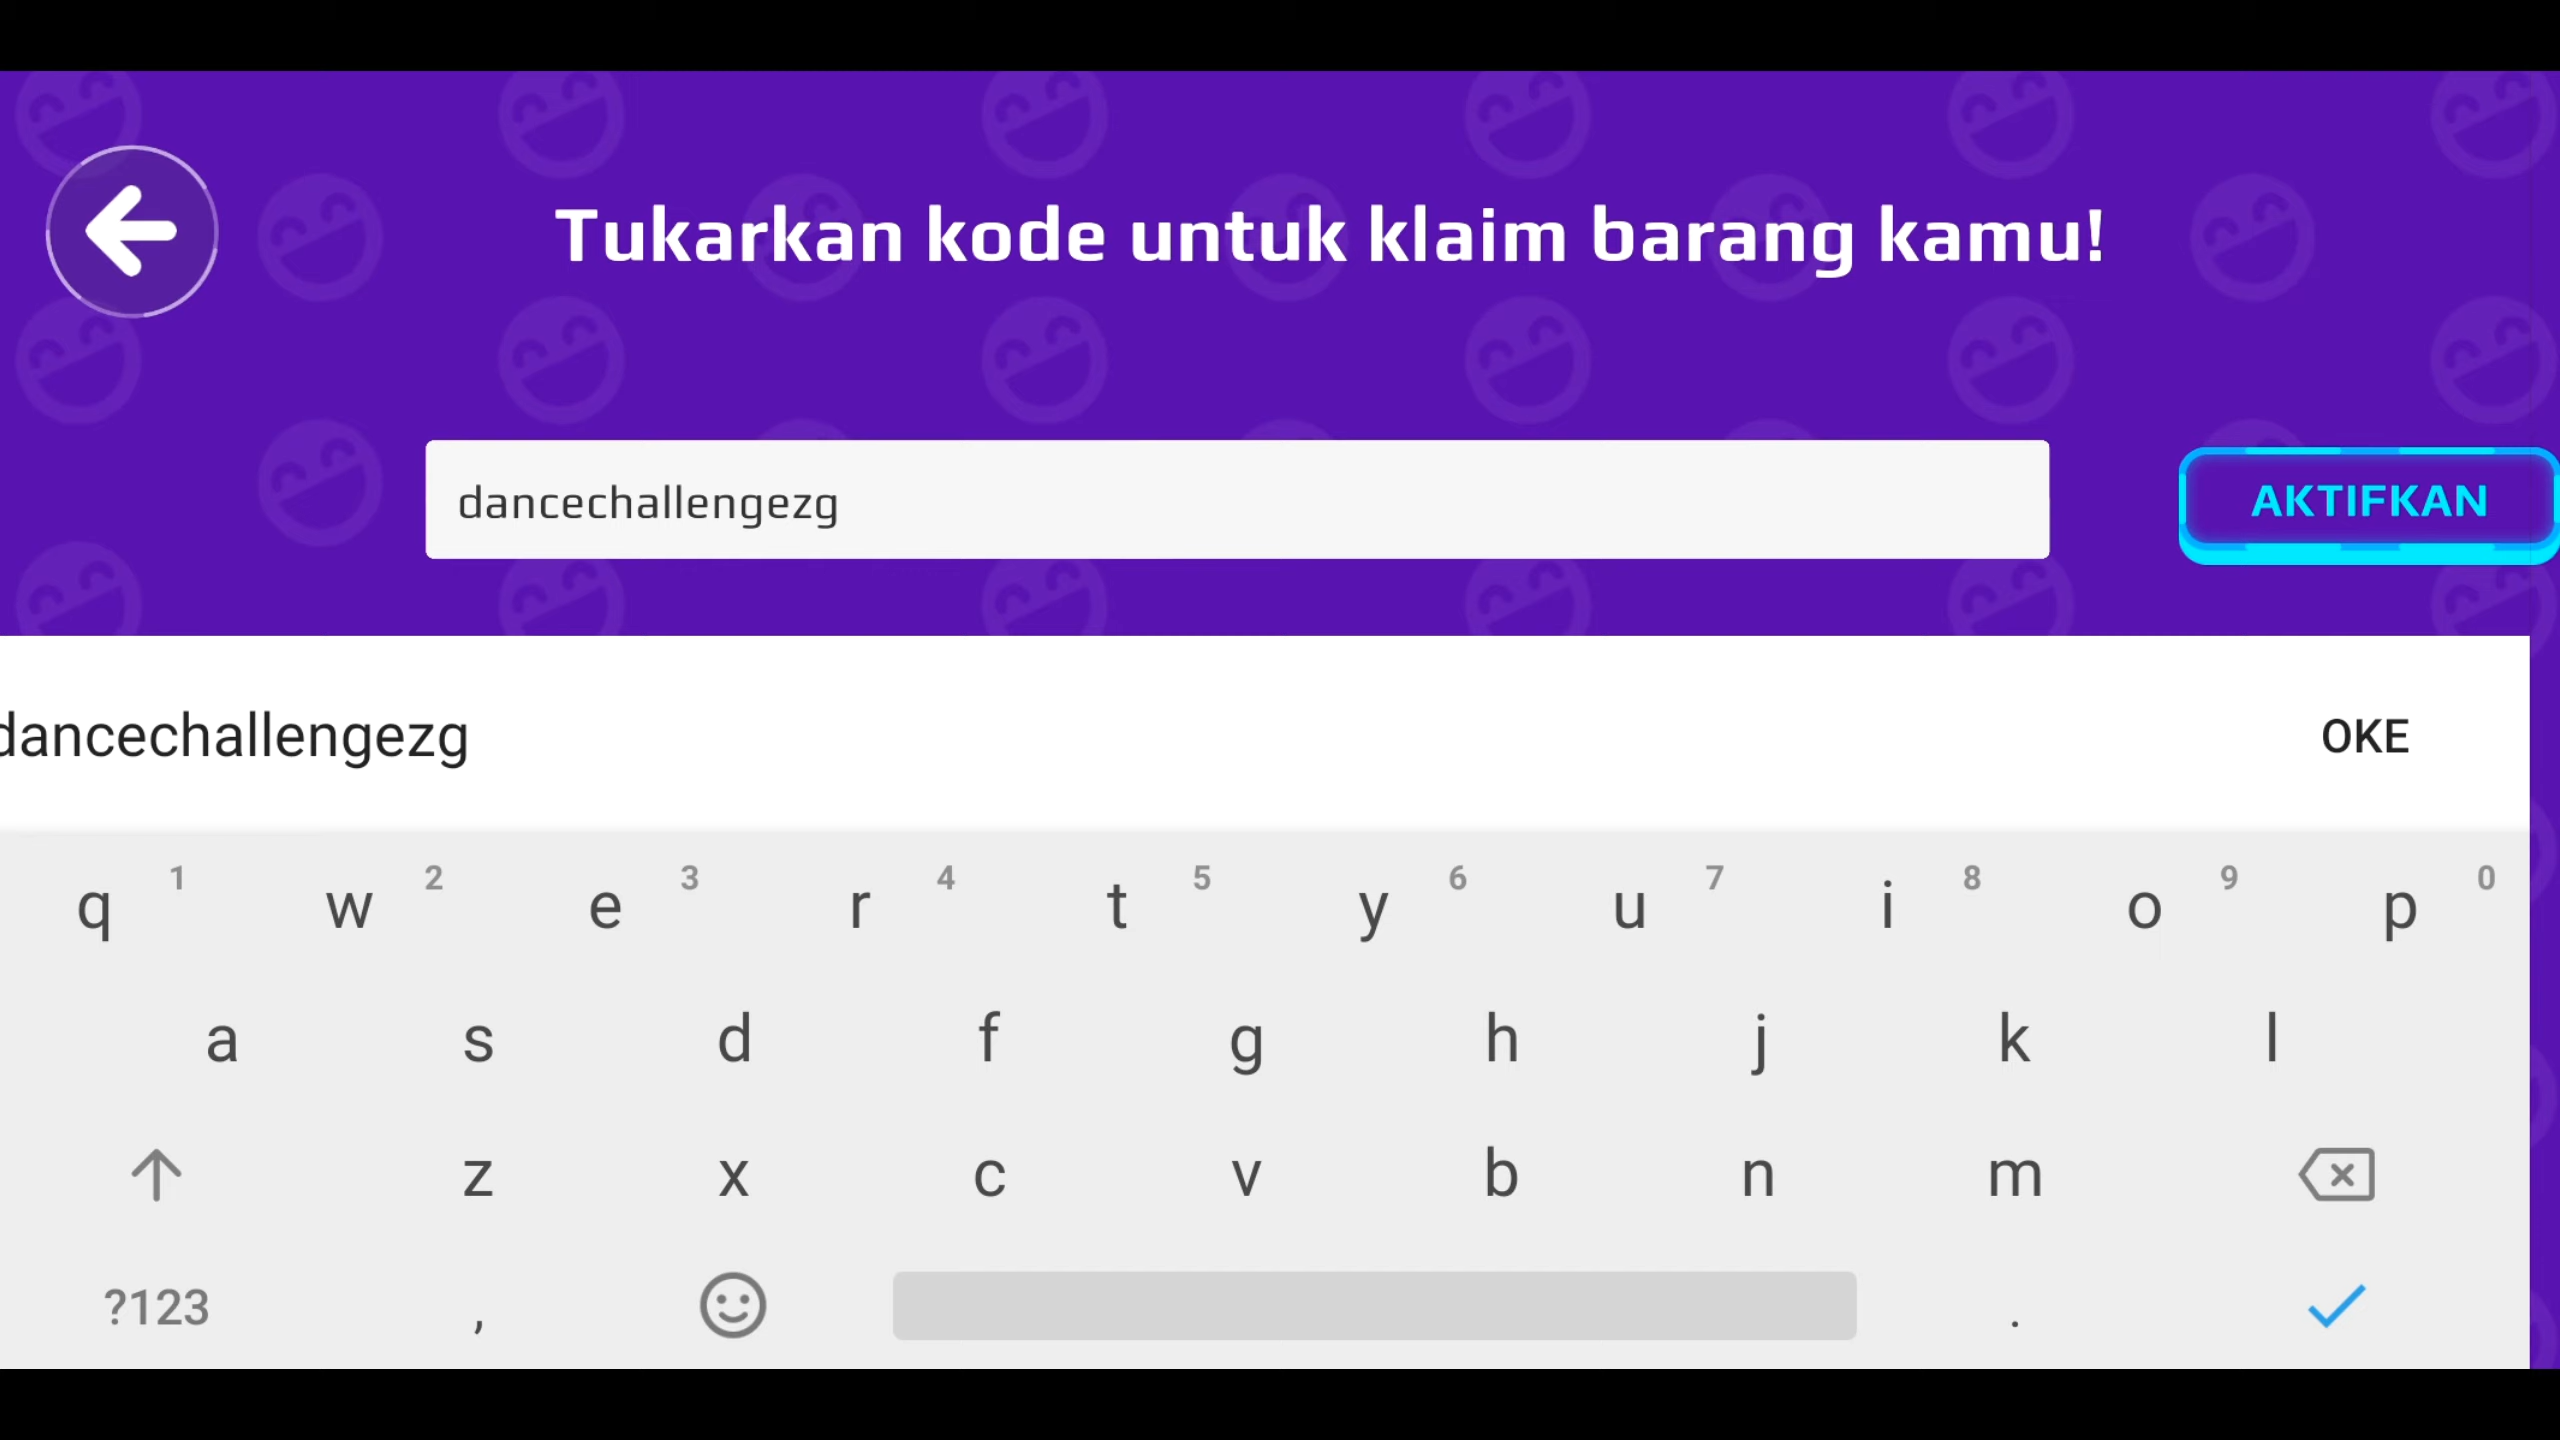 Tukarkan kode untuk klaim barang kamu!
dancechallengezg
AKTIFKAN
dancechallengezg
OKE
q 1 w 2 e 3 r 4 t 5 y 6 u 7 i 8 o 9 p 0
a s d f g h j k l
z x c v b n m
?123 , .